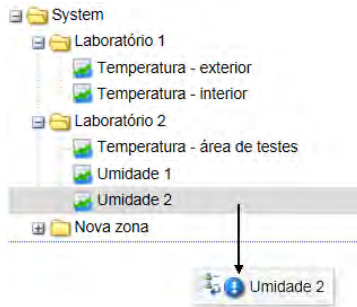 System
Laboratório 1
Temperatura - exterior
Temperatura - interior
Laboratório 2
Temperatura - área de testes
Umidade 1
Umidade 2
Nova zona
Umidade 2